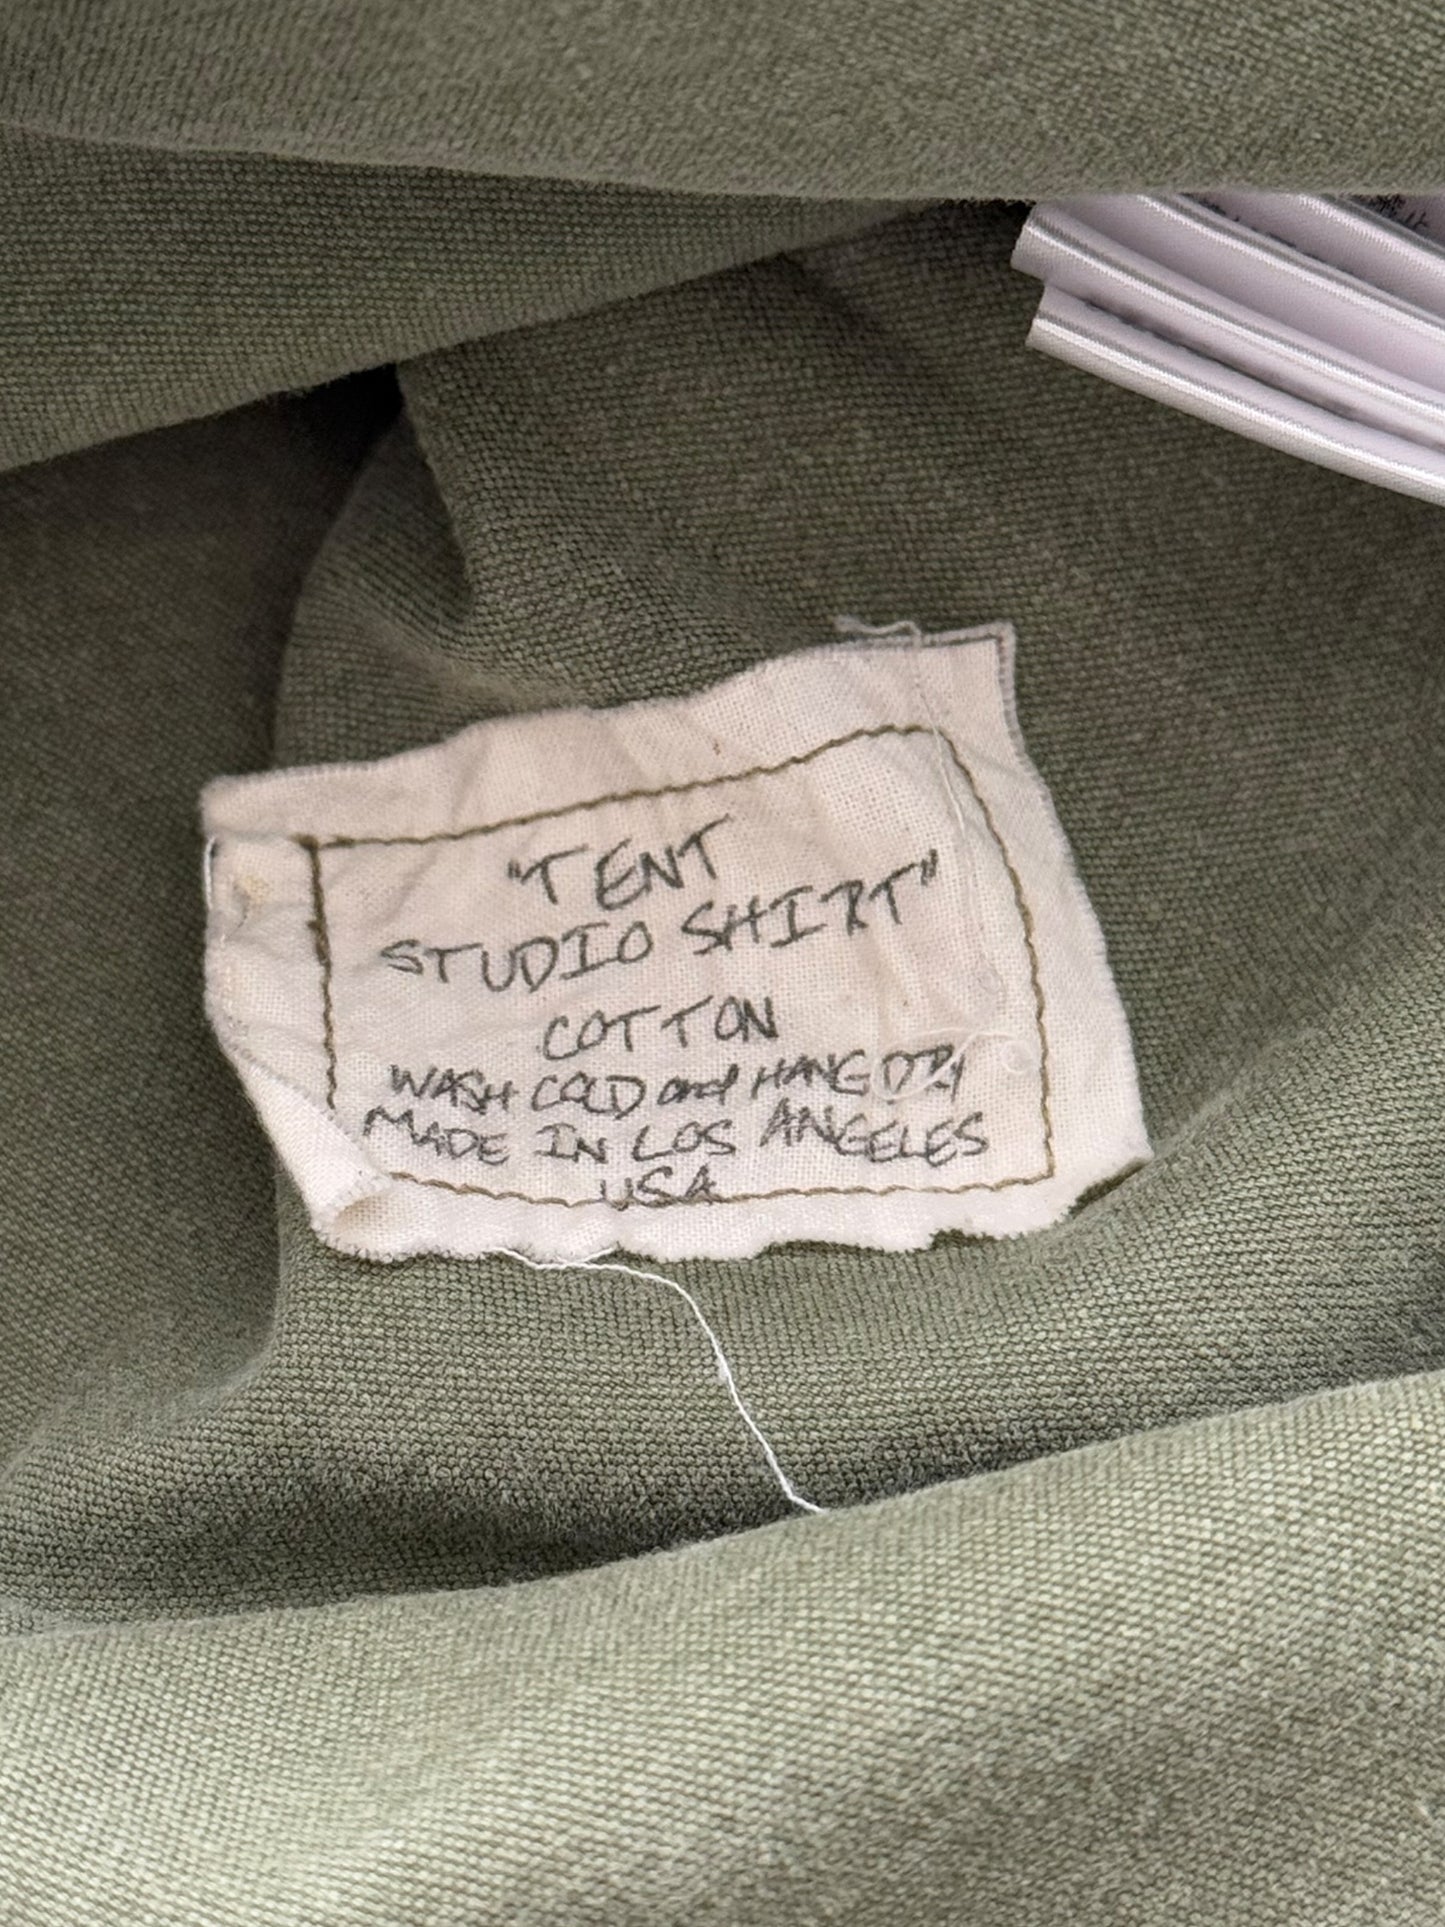 "TENT
STUDIO SHIRT"
COTTON
WASH COLD and HANG DRY
MADE IN LOS ANGELES
USA